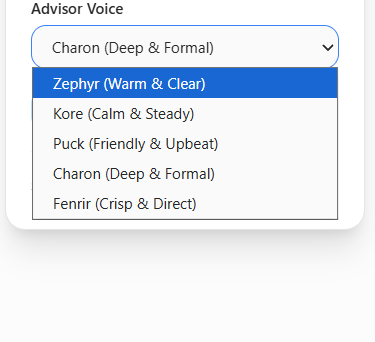 Advisor Voice
Charon (Deep & Formal)
Zephyr (Warm & Clear)
Kore (Calm & Steady)
Puck (Friendly & Upbeat)
Charon (Deep & Formal)
Fenrir (Crisp & Direct)